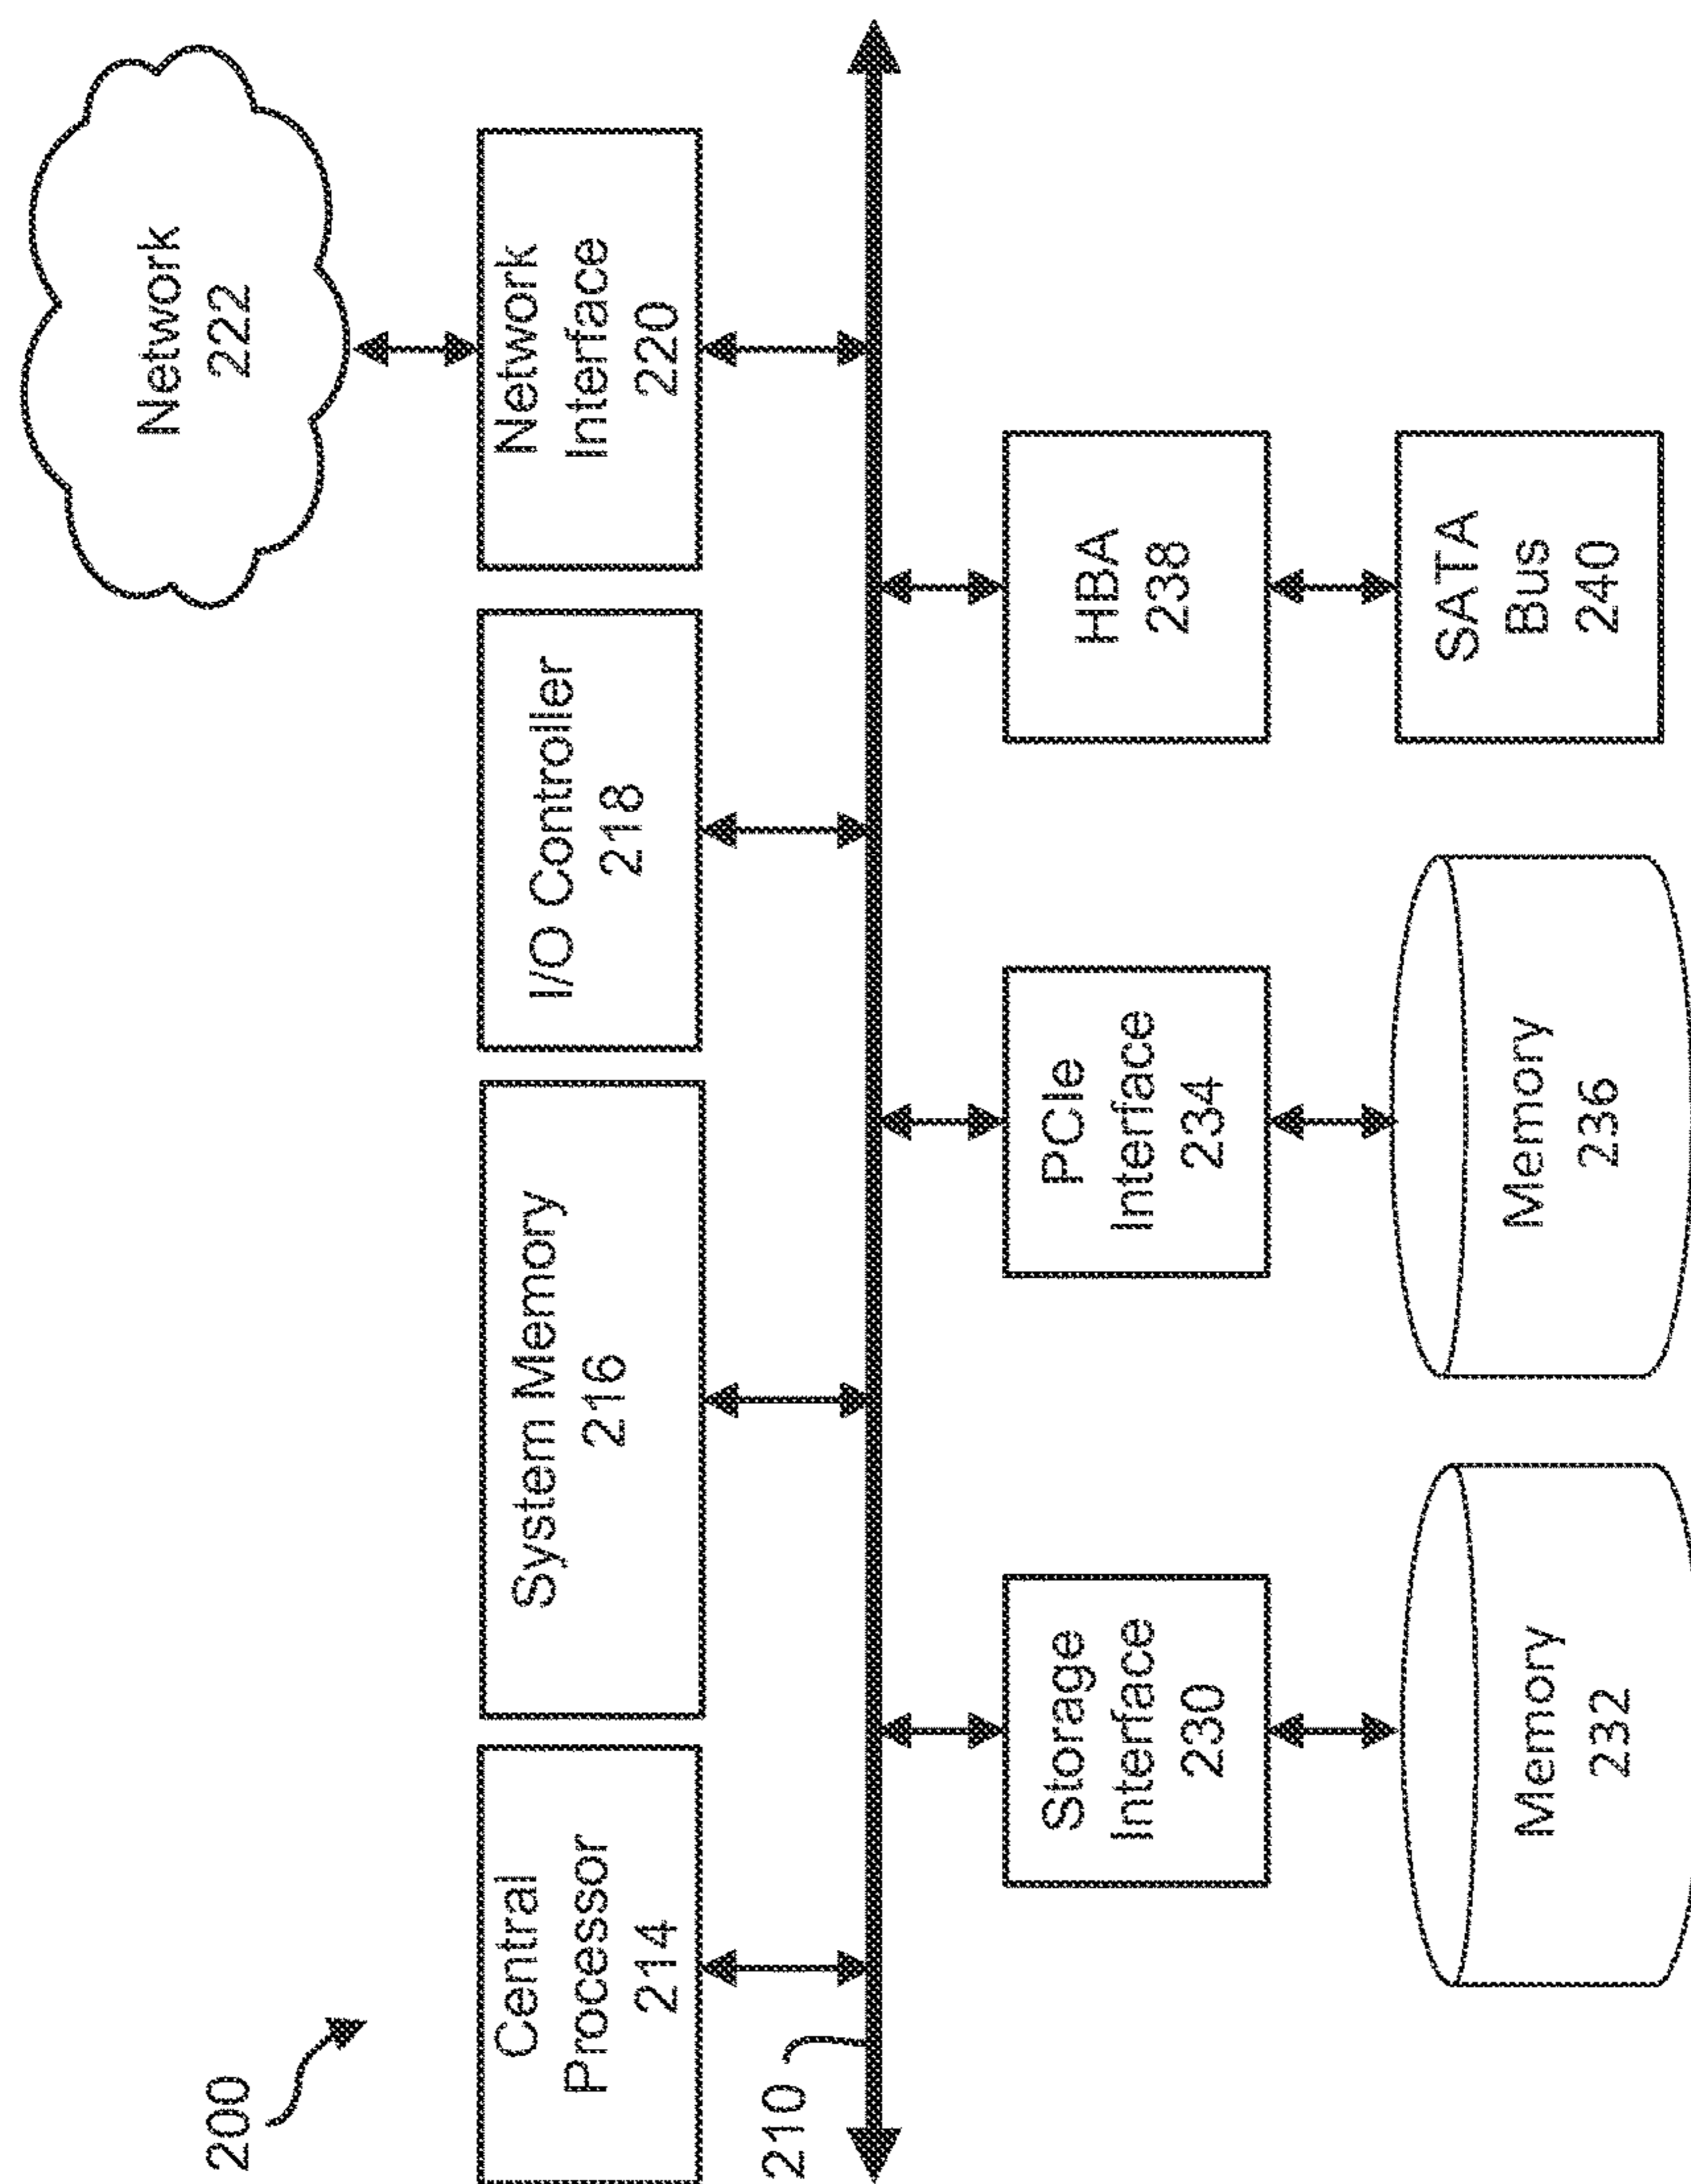 200
Network
222
Central
Processor
214
System Memory
216
I/O Controller
218
Network
Interface
220
210
Storage
Interface
230
PCIe
Interface
234
HBA
238
Memory
232
Memory
236
SATA
Bus
240